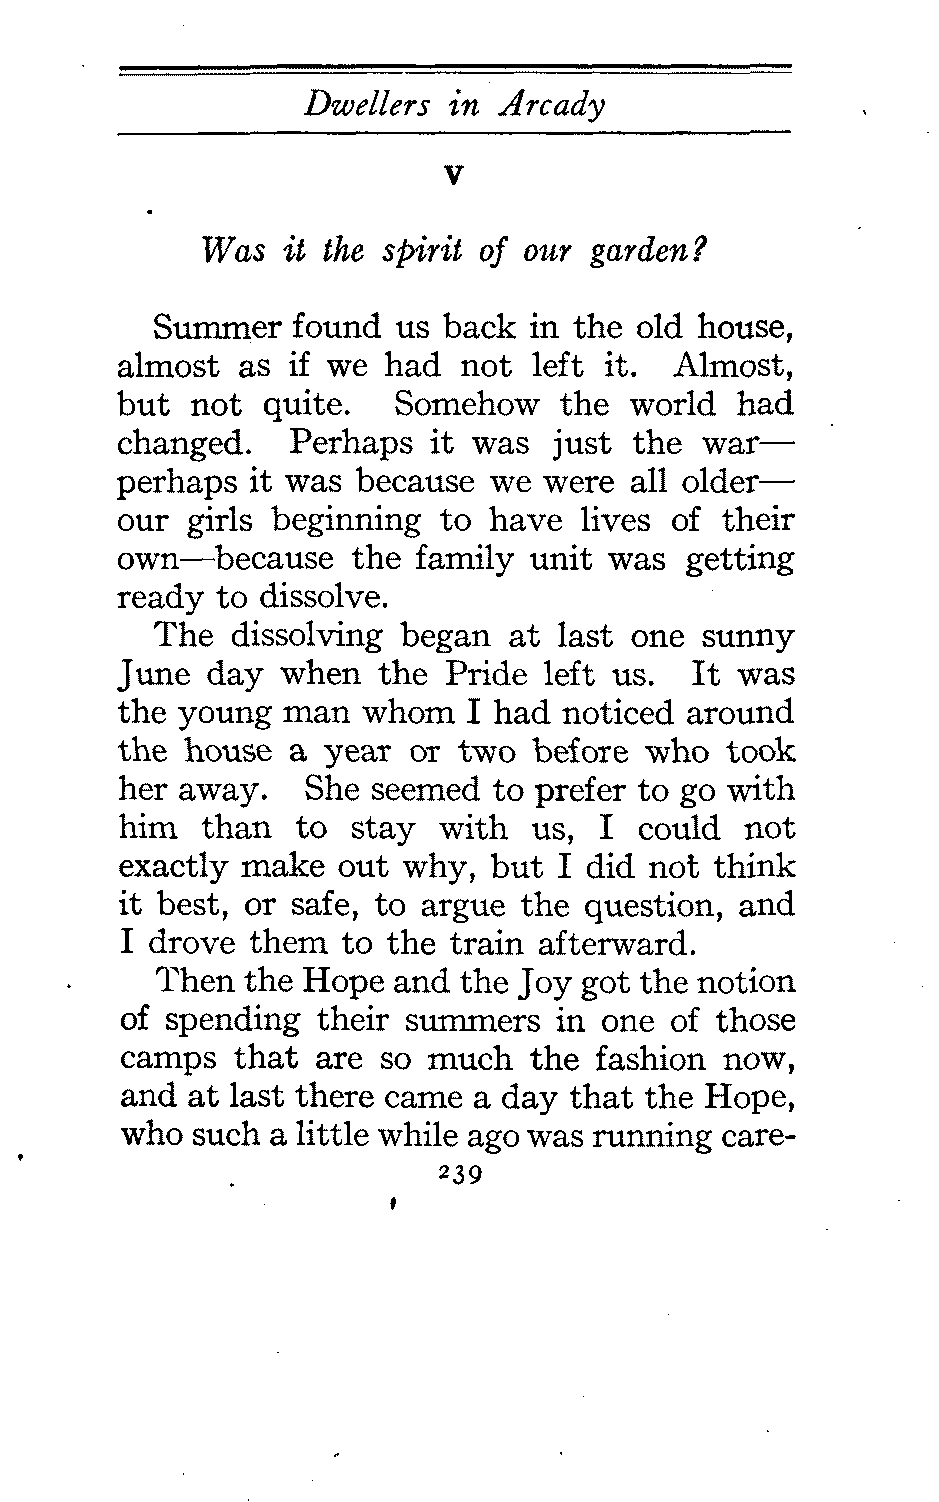 Dwellers in Arcady
V
Was it the spirit of our garden?
Summer found us back in the old house,
almost as if we had not left it. Almost,
but not quite. Somehow the world had
changed. Perhaps it was just the war—
perhaps it was because we were all older—
our girls beginning to have lives of their
own—because the family unit was getting
ready to dissolve.
The dissolving began at last one sunny
June day when the Pride left us. It was
the young man whom I had noticed around
the house a year or two before who took
her away. She seemed to prefer to go with
him than to stay with us, I could not
exactly make out why, but I did not think
it best, or safe, to argue the question, and
I drove them to the train afterward.
Then the Hope and the Joy got the notion
of spending their summers in one of those
camps that are so much the fashion now,
and at last there came a day that the Hope,
who such a little while ago was running care-
239